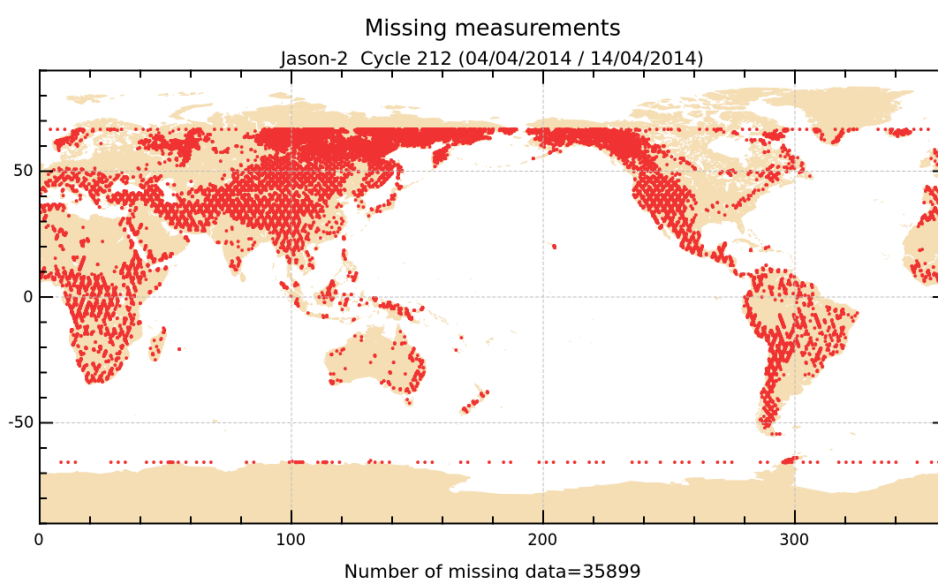 Missing measurements
Jason-2 Cycle 212 (04/04/2014 / 14/04/2014)
50
0
-50
0 100 200 300
Number of missing data=35899